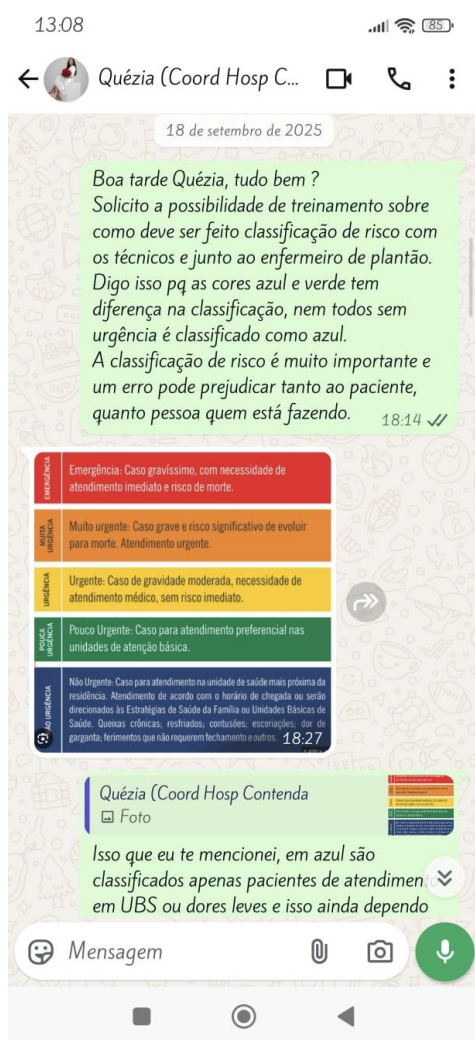 13:08
85
Quézia (Coord Hosp C...
18 de setembro de 2025
Boa tarde Quézia, tudo bem ?
Solicito a possibilidade de treinamento sobre
como deve ser feito classificação de risco com
os técnicos e junto ao enfermeiro de plantão.
Digo isso pq as cores azul e verde tem
diferença na classificação, nem todos sem
urgência é classificado como azul.
A classificação de risco é muito importante e
um erro pode prejudicar tanto ao paciente,
quanto pessoa quem está fazendo.
18:14
EMERGÊNCIA
Emergência: Caso gravíssimo, com necessidade de
atendimento imediato e risco de morte.
MUITA
URGÊNCIA
Muito urgente: Caso grave e risco significativo de evoluir
para morte. Atendimento urgente.
URGÊNCIA
Urgente: Caso de gravidade moderada, necessidade de
atendimento médico, sem risco imediato.
POUCA
URGÊNCIA
Pouco Urgente: Caso para atendimento preferencial nas
unidades de atenção básica.
URGÊNCIA
Não Urgente: Caso para atendimento na unidade de saúde mais próxima da
residência. Atendimento de acordo com o horário de chegada ou serão
direcionados às Estratégias de Saúde da Família ou Unidades Básicas de
Saúde. Queixas crônicas; resfriados; contusões; escoriações; dor de
garganta; ferimentos que não requerem fechamento e outros.
18:27
Quézia (Coord Hosp Contenda
Foto
Isso que eu te mencionei, em azul são
classificados apenas pacientes de atendimen
em UBS ou dores leves e isso ainda dependo
Mensagem